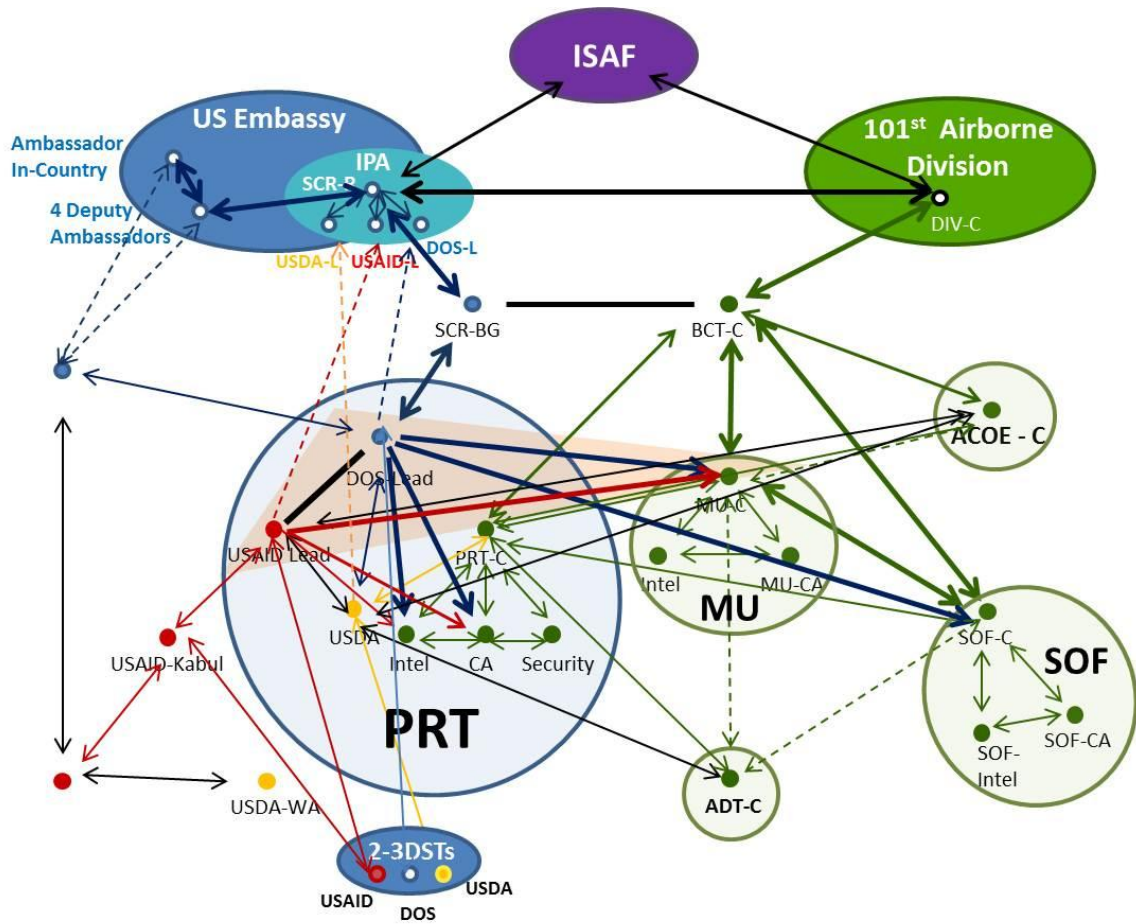 ISAF
US Embassy
101st Airborne
Division
Ambassador
In-Country
IPA
SCR-R
4 Deputy
Ambassadors
DIV-C
DOS-L
USDA-L
USAID-L
SCR-BG
BCT-C
ACOE - C
DOS-Lead
MU-C
USAID Lead
PRT-C
Intel
MU-CA
MU
USDA
Intel
CA
Security
SOF-C
SOF
USAID-Kabul
PRT
SOF-CA
SOF-
Intel
USDA-WA
ADT-C
2-3DSTs
USAID
DOS
USDA